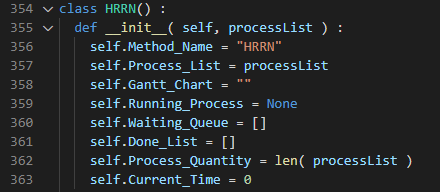 354 class HRRN() :
355 def __init__( self, processList ) :
356 self.Method_Name = "HRRN"
357 self.Process_List = processList
358 self.Gantt_Chart = ""
359 self.Running_Process = None
360 self.Waiting_Queue = []
361 self.Done_List = []
362 self.Process_Quantity = len( processList )
363 self.Current_Time = 0